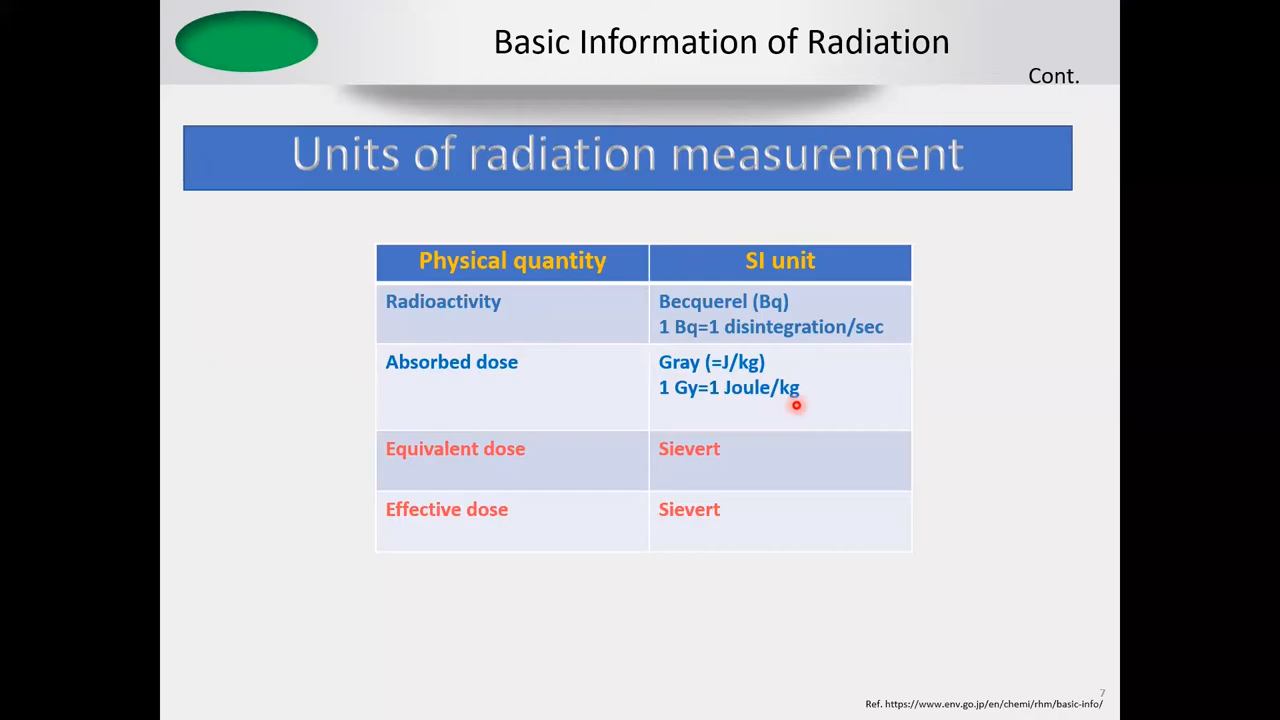 Basic Information of Radiation
Cont.
Units of radiation measurement
Physical quantity
SI unit
Radioactivity
Becquerel (Bq)
1 Bq=1 disintegration/sec
Absorbed dose
Gray (=J/kg)
1 Gy=1 Joule/kg
Equivalent dose
Sievert
Effective dose
Sievert
7
Ref. https://www.env.go.jp/en/chemi/rhm/basic-info/